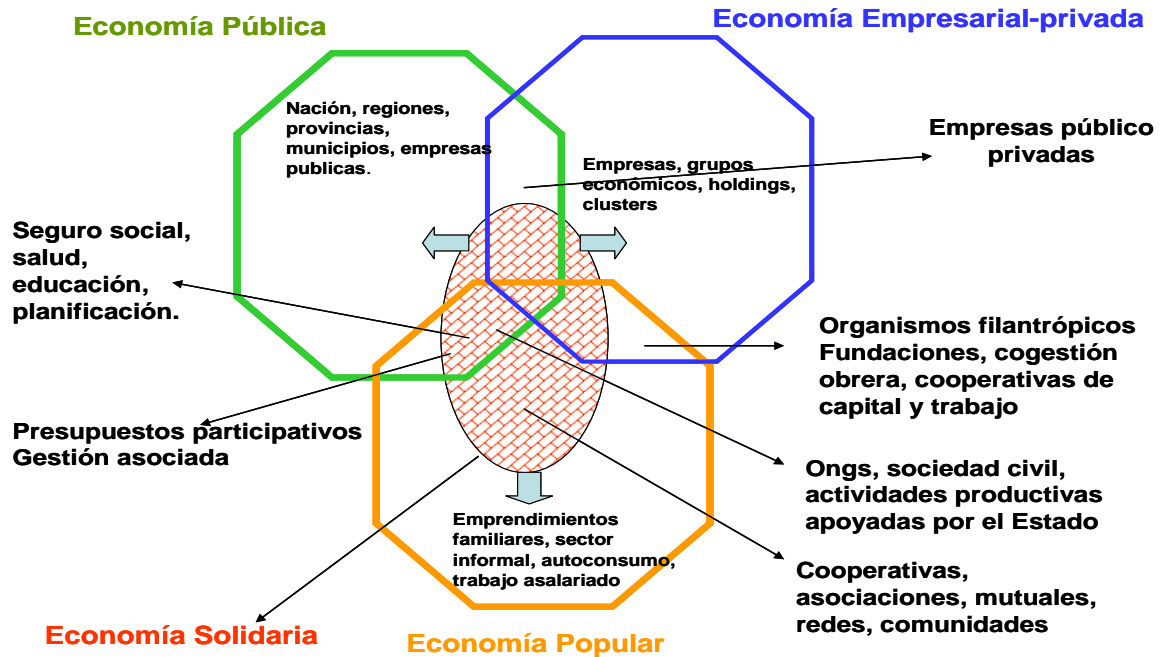 Economía Pública
Economía Empresarial-privada
Nación, regiones,
provincias,
municipios, empresas
publicas.
Empresas, grupos
económicos, holdings,
clusters
Empresas público
privadas
Seguro social,
salud,
educación,
planificación.
Organismos filantrópicos
Fundaciones, cogestión
obrera, cooperativas de
capital y trabajo
Presupuestos participativos
Gestión asociada
Ongs, sociedad civil,
actividades productivas
apoyadas por el Estado
Emprendimientos
familiares, sector
informal, autoconsumo,
trabajo asalariado
Cooperativas,
asociaciones, mutuales,
redes, comunidades
Economía Solidaria
Economía Popular